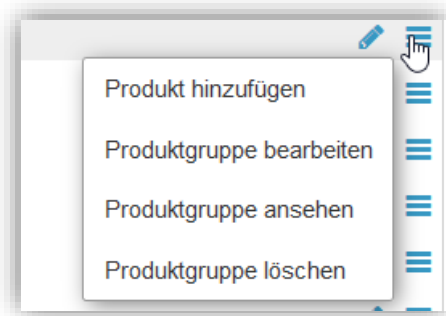 Produkt hinzufügen
Produktgruppe bearbeiten
Produktgruppe ansehen
Produktgruppe löschen